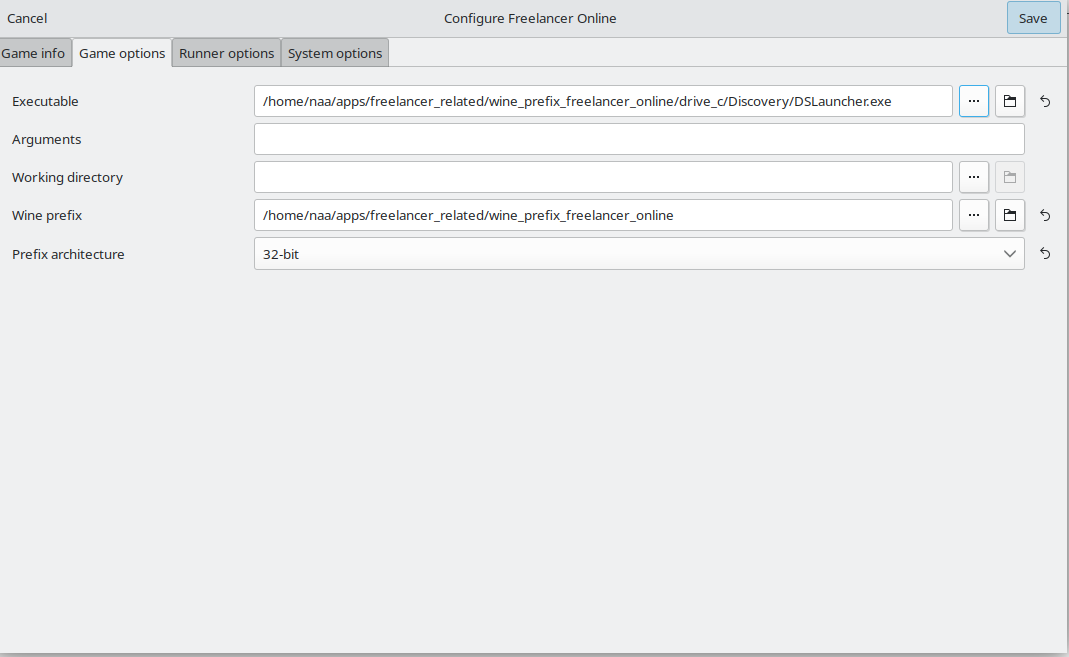 Cancel Configure Freelancer Online Save
Game info Game options Runner options System options
Executable /home/naa/apps/freelancer_related/wine_prefix_freelancer_online/drive_c/Discovery/DSLauncher.exe ...
Arguments
Working directory ...
Wine prefix /home/naa/apps/freelancer_related/wine_prefix_freelancer_online ...
Prefix architecture 32-bit